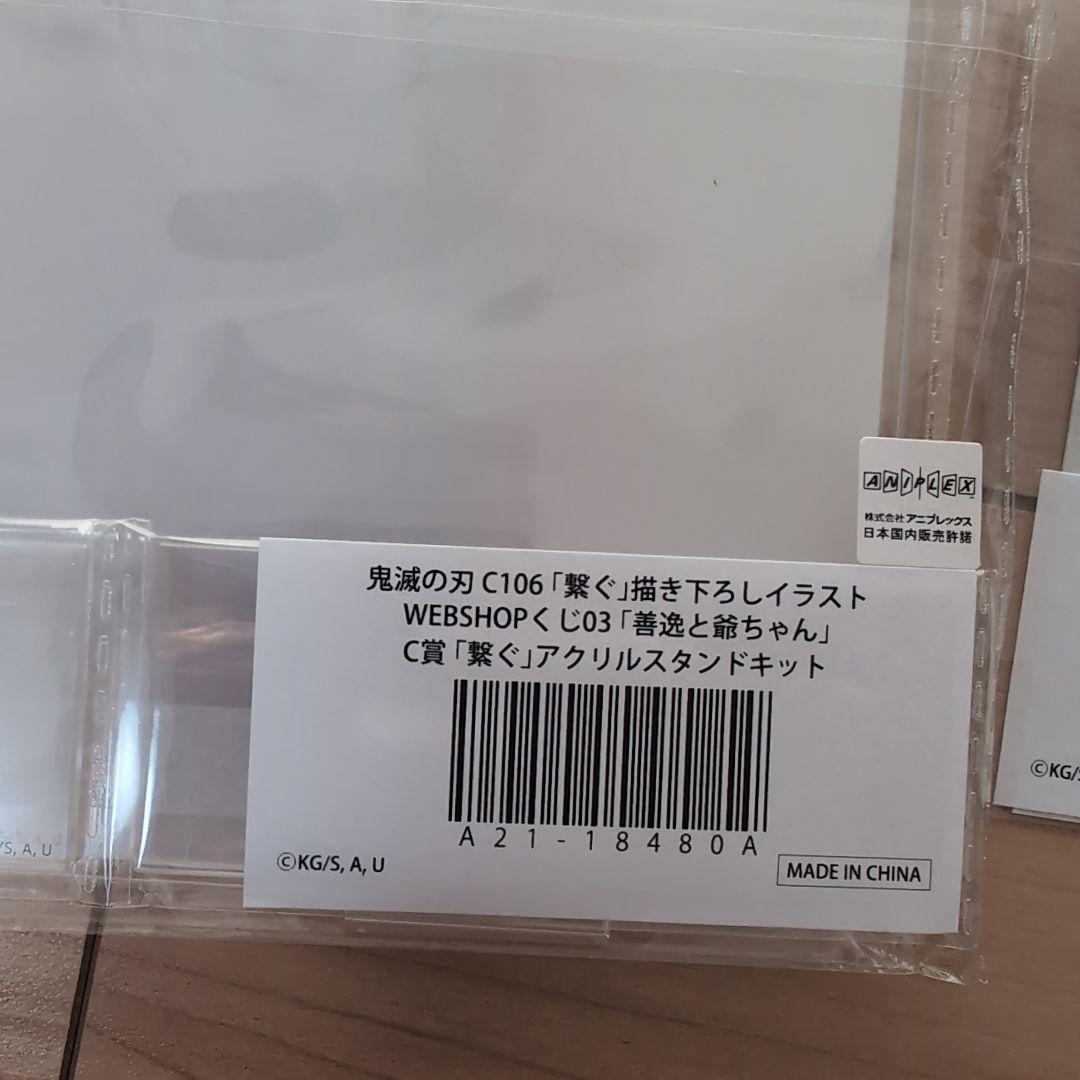 ANIPLEX
株式会社アニプレックス
日本国内販売許諾
鬼滅の刃 C106「繋ぐ」描き下ろしイラスト
WEBSHOPくじ03「善逸と爺ちゃん」
C賞「繋ぐ」アクリルスタンドキット
A21-18480A
©KG/S, A, U
MADE IN CHINA
/S, A, U
©KG/S